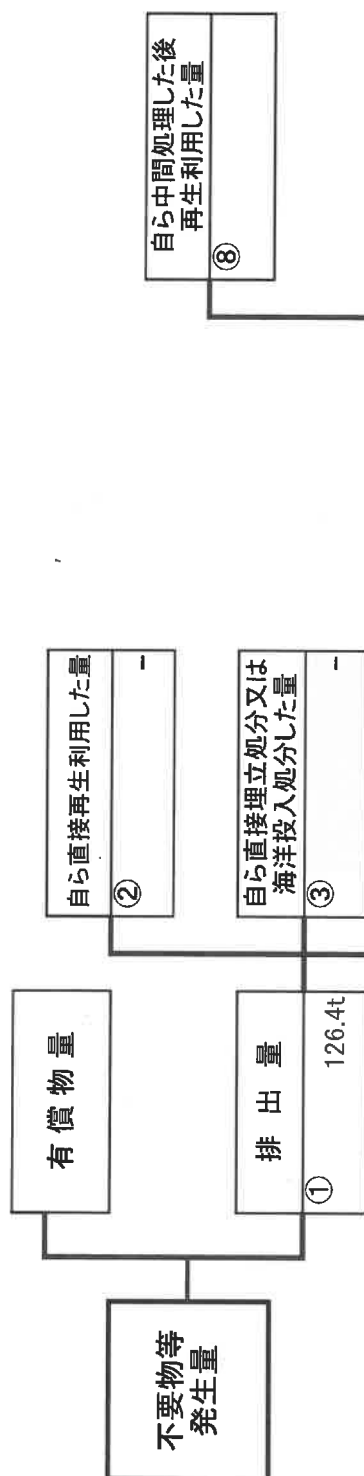 不要物等
発生量
有償物量
排出量
①
126.4t
自ら直接再生利用した量
②
-
自ら直接埋立処分又は
海洋投入処分した量
③
-
自ら中間処理した後
再生利用した量
⑧